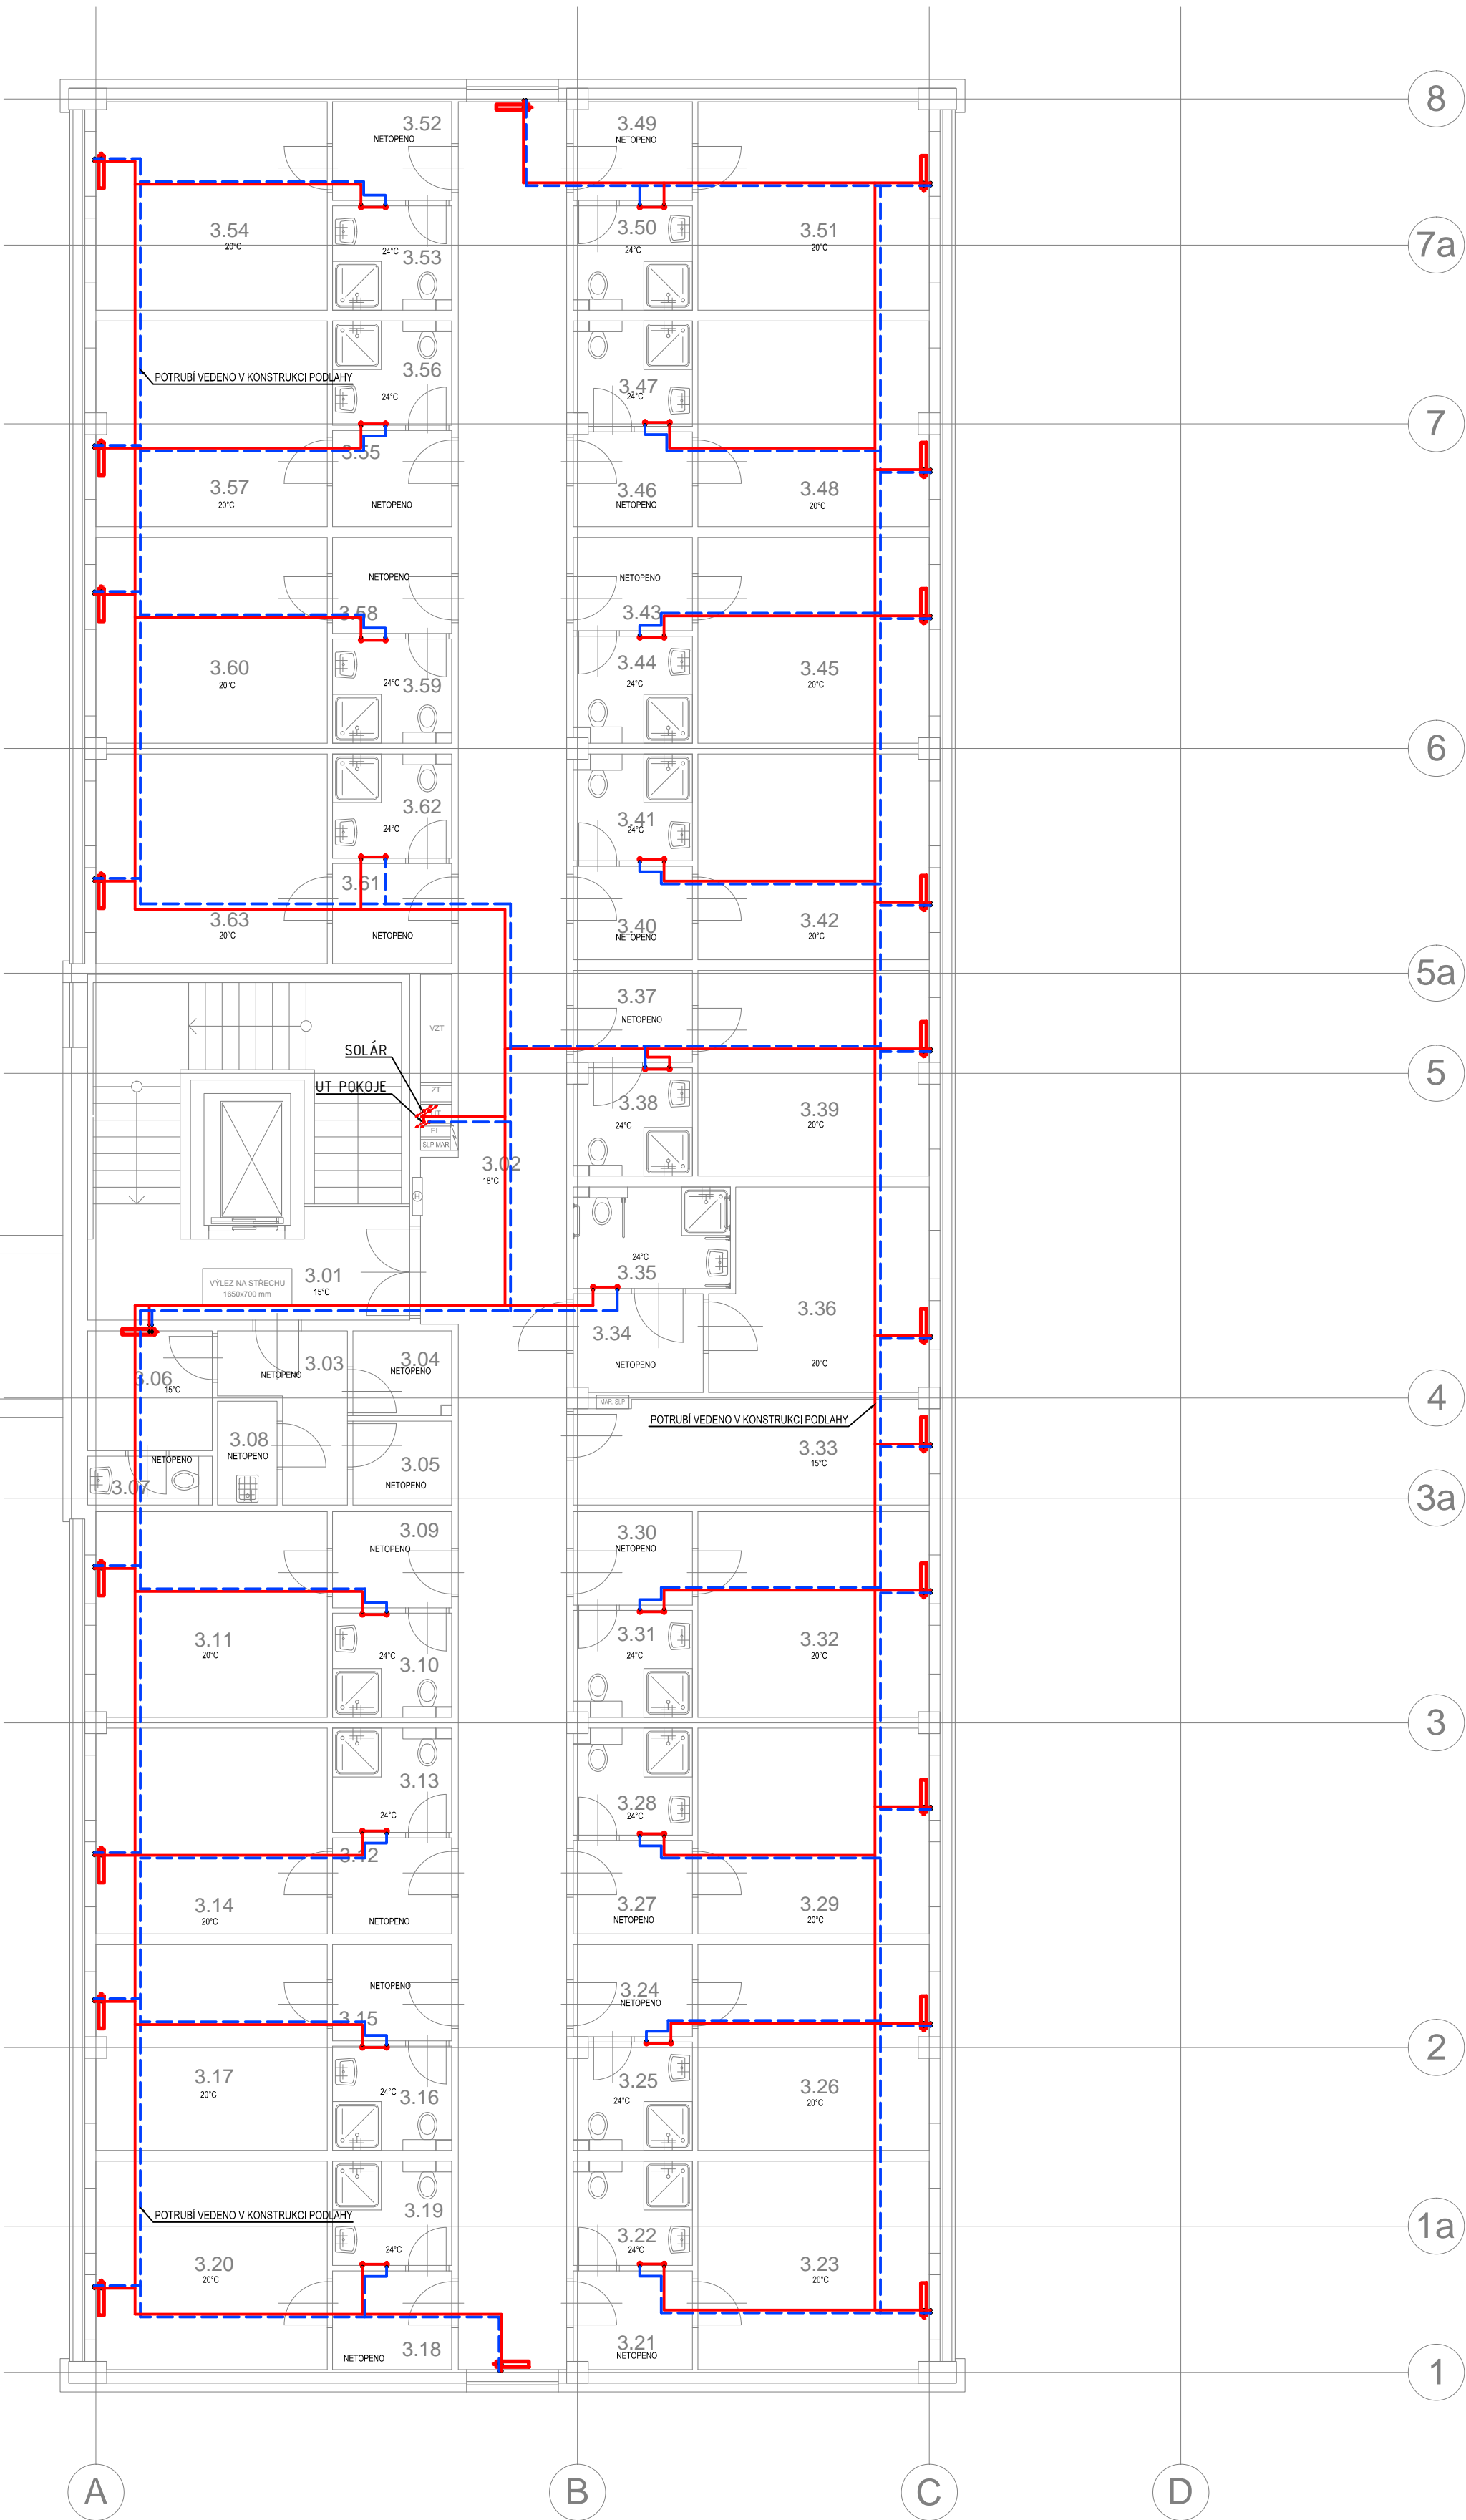 8
3.52
NETOPENO
3.49
NETOPENO
3.54
20°C
24°C
3.53
3.50
24°C
3.51
20°C
7a
3.56
24°C
POTRUBÍ VEDENO V KONSTRUKCI PODLAHY
3.47
24°C
7
3.55
3.57
20°C
NETOPENO
3.46
NETOPENO
3.48
20°C
NETOPENO
3.58
NETOPENO
3.43
3.60
20°C
24°C
3.59
3.44
24°C
3.45
20°C
6
3.62
24°C
3.41
24°C
3.61
3.63
20°C
NETOPENO
3.40
NETOPENO
3.42
20°C
5a
3.37
NETOPENO
VZT
SOLÁR
UT POKOJE
ZT
UT
EL
SLP MAR
5
3.38
24°C
3.39
20°C
3.02
18°C
H
24°C
3.35
VÝLEZ NA STŘECHU
1650x700 mm
3.01
15°C
3.36
20°C
3.34
NETOPENO
3.03
NETOPENO
3.04
NETOPENO
3.06
15°C
MAR. SLP
4
POTRUBÍ VEDENO V KONSTRUKCI PODLAHY
3.33
15°C
3.08
NETOPENO
NETOPENO
3.07
3.05
NETOPENO
3a
3.09
NETOPENO
3.30
NETOPENO
3.11
20°C
24°C
3.10
3.31
24°C
3.32
20°C
3
3.13
24°C
3.28
24°C
3.12
3.14
20°C
NETOPENO
3.27
NETOPENO
3.29
20°C
NETOPENO
3.15
3.24
NETOPENO
2
3.17
20°C
24°C
3.16
3.25
24°C
3.26
20°C
POTRUBÍ VEDENO V KONSTRUKCI PODLAHY
3.19
24°C
3.22
24°C
1a
3.20
20°C
3.23
20°C
3.18
NETOPENO
3.21
NETOPENO
1
A
B
C
D